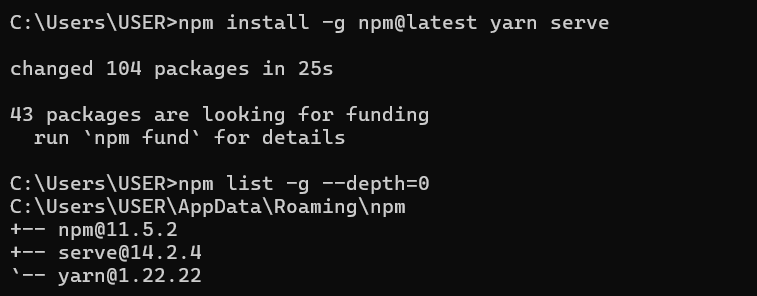 C:\Users\USER>npm install -g npm@latest yarn serve
changed 104 packages in 25s
43 packages are looking for funding
  run `npm fund` for details
C:\Users\USER>npm list -g --depth=0
C:\Users\USER\AppData\Roaming\npm
+-- npm@11.5.2
+-- serve@14.2.4
`-- yarn@1.22.22